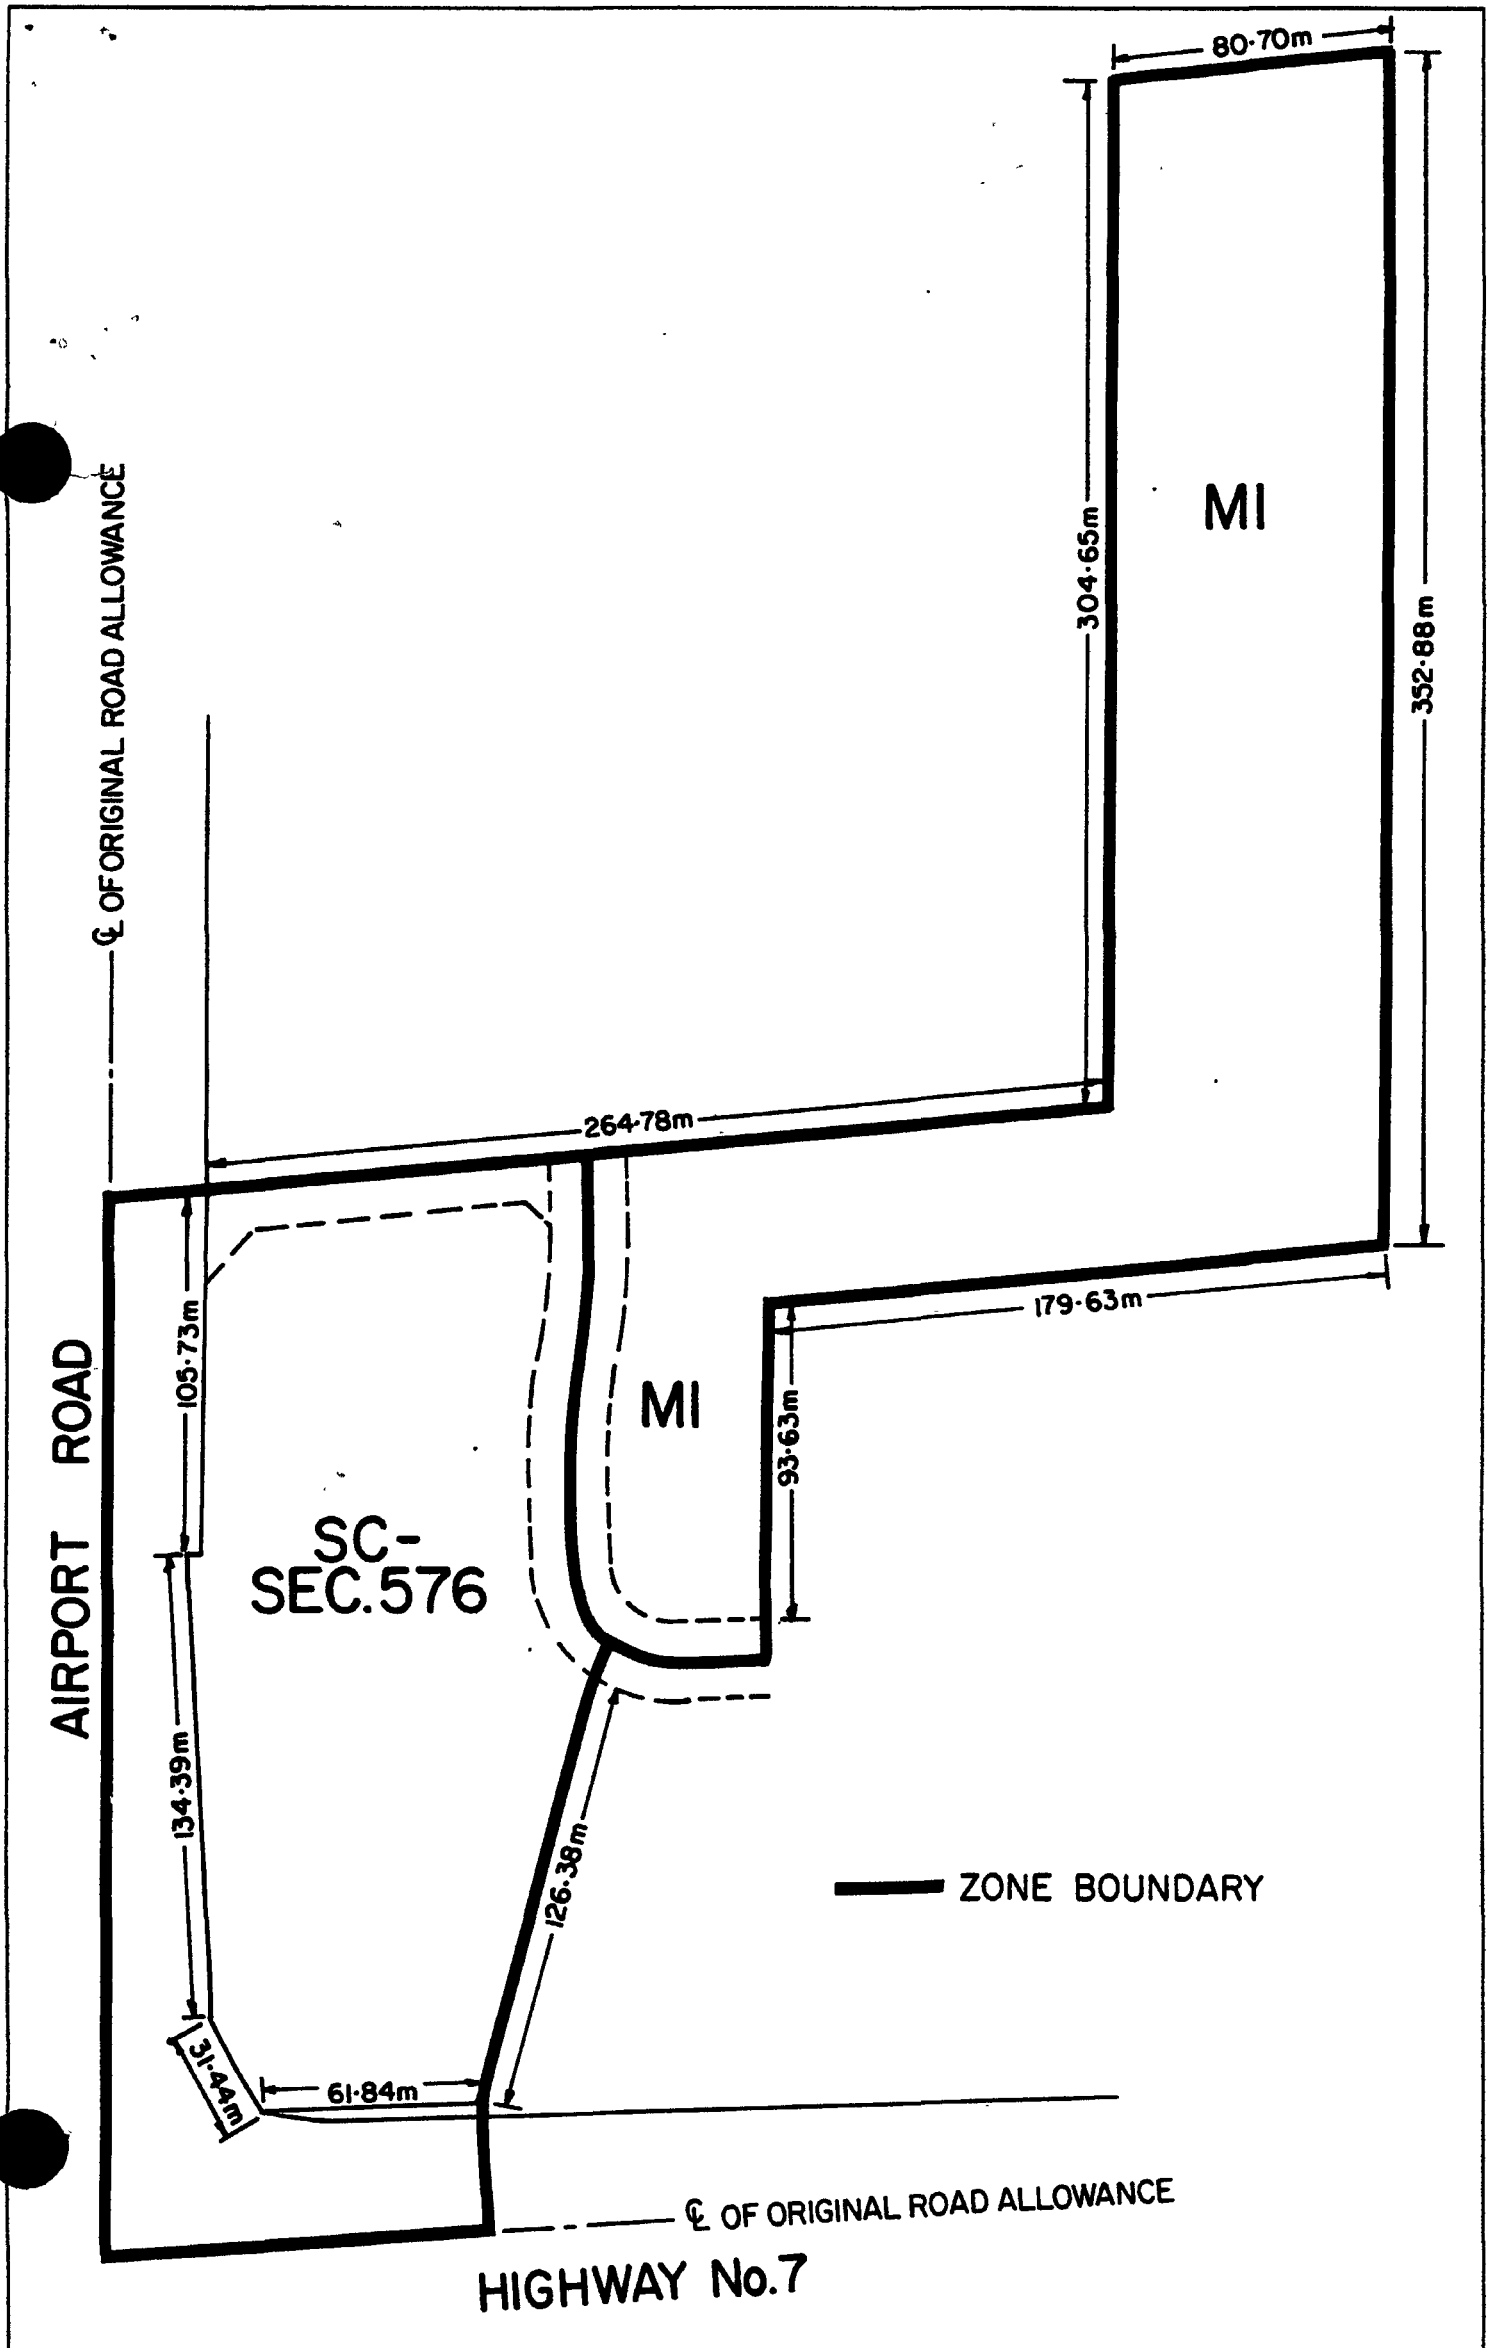 80·70m
MI
304·65m
352·88m
℄ OF ORIGINAL ROAD ALLOWANCE
264·78m
179·63m
105·73m
MI
93·63m
AIRPORT ROAD
SC-
SEC.576
134·39m
126·38m
ZONE BOUNDARY
31·44m
61·84m
℄ OF ORIGINAL ROAD ALLOWANCE
HIGHWAY No.7